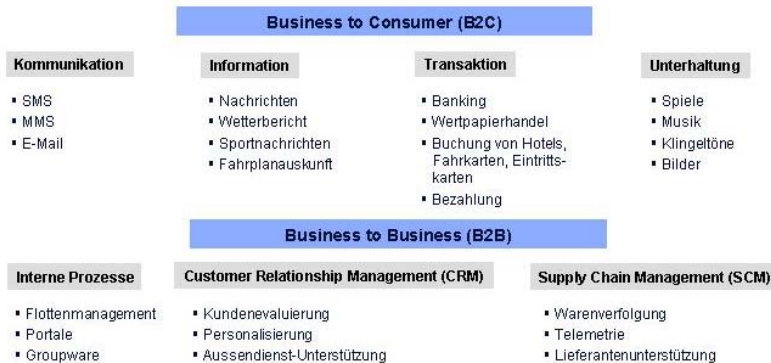 Business to Consumer (B2C)
Kommunikation
▪ SMS
▪ MMS
▪ E-Mail
Information
▪ Nachrichten
▪ Wetterbericht
▪ Sportnachrichten
▪ Fahrplanauskunft
Transaktion
▪ Banking
▪ Wertpapierhandel
▪ Buchung von Hotels,
Fahrkarten, Eintritts-
karten
▪ Bezahlung
Unterhaltung
▪ Spiele
▪ Musik
▪ Klingeltöne
▪ Bilder
Business to Business (B2B)
Interne Prozesse
▪ Flottenmanagement
▪ Portale
▪ Groupware
Customer Relationship Management (CRM)
▪ Kundenevaluierung
▪ Personalisierung
▪ Aussendienst-Unterstützung
Supply Chain Management (SCM)
▪ Warenverfolgung
▪ Telemetrie
▪ Lieferantenunterstützung